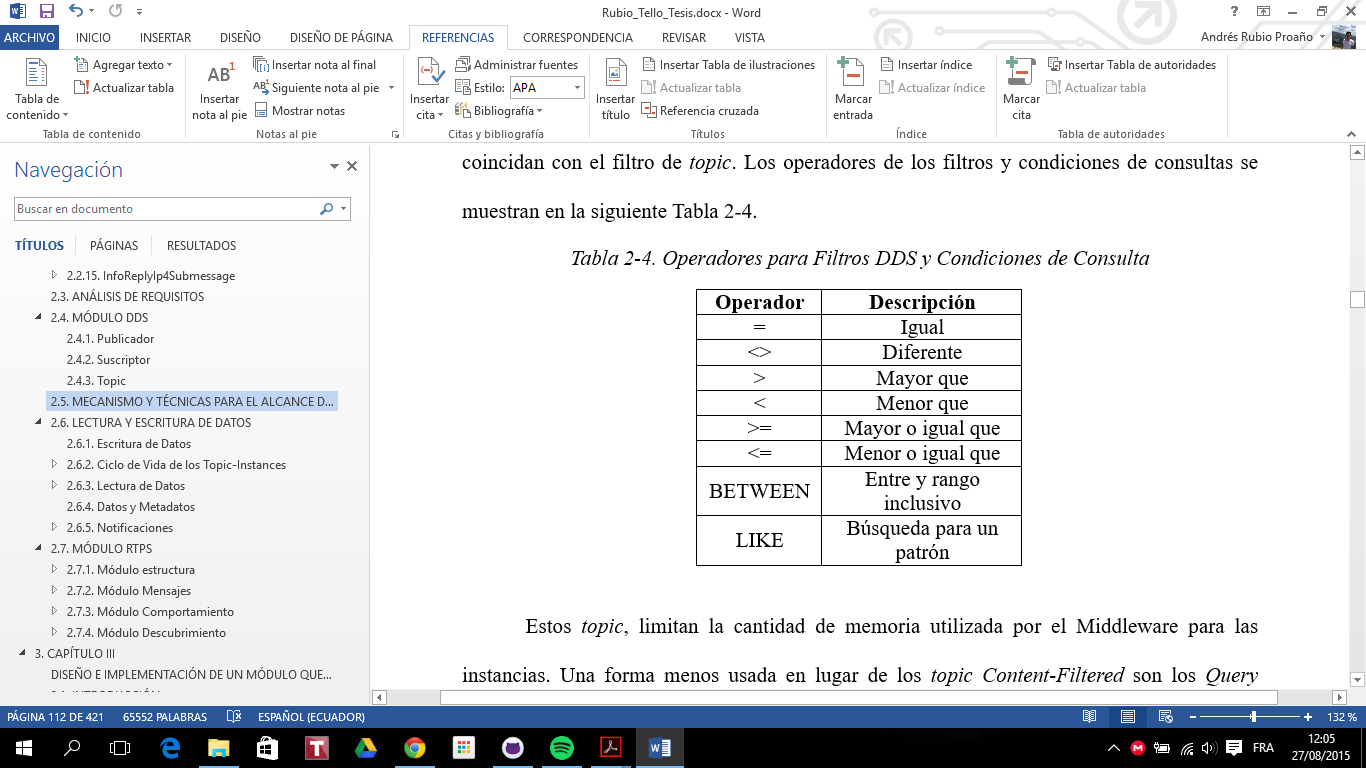 Rubio_Tello_Tesis.docx - Word
ARCHIVO INICIO INSERTAR DISEÑO DISEÑO DE PÁGINA REFERENCIAS CORRESPONDENCIA REVISAR VISTA Andrés Rubio Proaño
Tabla de contenido
Agregar texto
Actualizar tabla
Tabla de contenido
AB1
Insertar nota al pie
Insertar nota al final
Siguiente nota al pie
Mostrar notas
Notas al pie
Insertar cita
Administrar fuentes
Estilo: APA
Bibliografía
Citas y bibliografía
Insertar título
Insertar Tabla de ilustraciones
Actualizar tabla
Referencia cruzada
Títulos
Marcar entrada
Insertar índice
Actualizar índice
Índice
Marcar cita
Insertar Tabla de autoridades
Actualizar tabla
Tabla de autoridades
Navegación
Buscar en documento
TÍTULOS PÁGINAS RESULTADOS
2.2.15. InfoReplyIp4Submessage
2.3. ANÁLISIS DE REQUISITOS
2.4. MÓDULO DDS
2.4.1. Publicador
2.4.2. Suscriptor
2.4.3. Topic
2.5. MECANISMO Y TÉCNICAS PARA EL ALCANCE D...
2.6. LECTURA Y ESCRITURA DE DATOS
2.6.1. Escritura de Datos
2.6.2. Ciclo de Vida de los Topic-Instances
2.6.3. Lectura de Datos
2.6.4. Datos y Metadatos
2.6.5. Notificaciones
2.7. MÓDULO RTPS
2.7.1. Módulo estructura
2.7.2. Módulo Mensajes
2.7.3. Módulo Comportamiento
2.7.4. Módulo Descubrimiento
3. CAPÍTULO III
DISEÑO E IMPLEMENTACIÓN DE UN MÓDULO QUE...
coincidan con el filtro de topic. Los operadores de los filtros y condiciones de consultas se
muestran en la siguiente Tabla 2-4.
Tabla 2-4. Operadores para Filtros DDS y Condiciones de Consulta
Operador Descripción
= Igual
<> Diferente
> Mayor que
< Menor que
>= Mayor o igual que
<= Menor o igual que
BETWEEN Entre y rango
inclusivo
LIKE Búsqueda para un
patrón
Estos topic, limitan la cantidad de memoria utilizada por el Middleware para las
instancias. Una forma menos usada en lugar de los topic Content-Filtered son los Query
PÁGINA 112 DE 421 65552 PALABRAS ESPAÑOL (ECUADOR) 132 %
FRA
12:05
27/08/2015